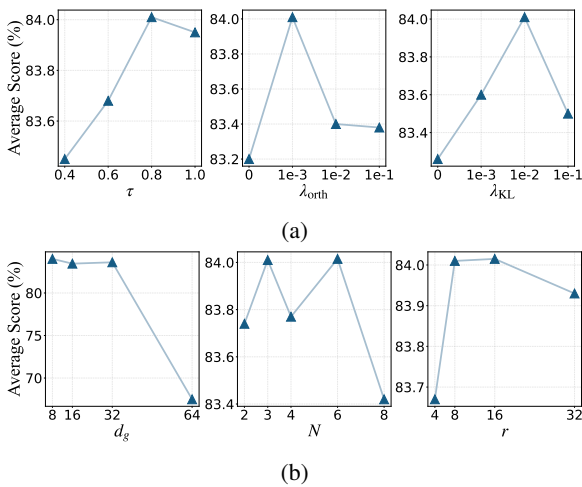 Average Score (%)
84.0
83.8
83.6
0.4 0.6 0.8 1.0
τ
84.0
83.8
83.6
83.4
83.2
0 1e-3 1e-2 1e-1
λorth
84.0
83.8
83.6
83.4
0 1e-3 1e-2 1e-1
λKL
(a)
Average Score (%)
80
75
70
8 16 32 64
dg
84.0
83.8
83.6
83.4
2 3 4 6 8
N
84.0
83.9
83.8
83.7
4 8 16 32
r
(b)